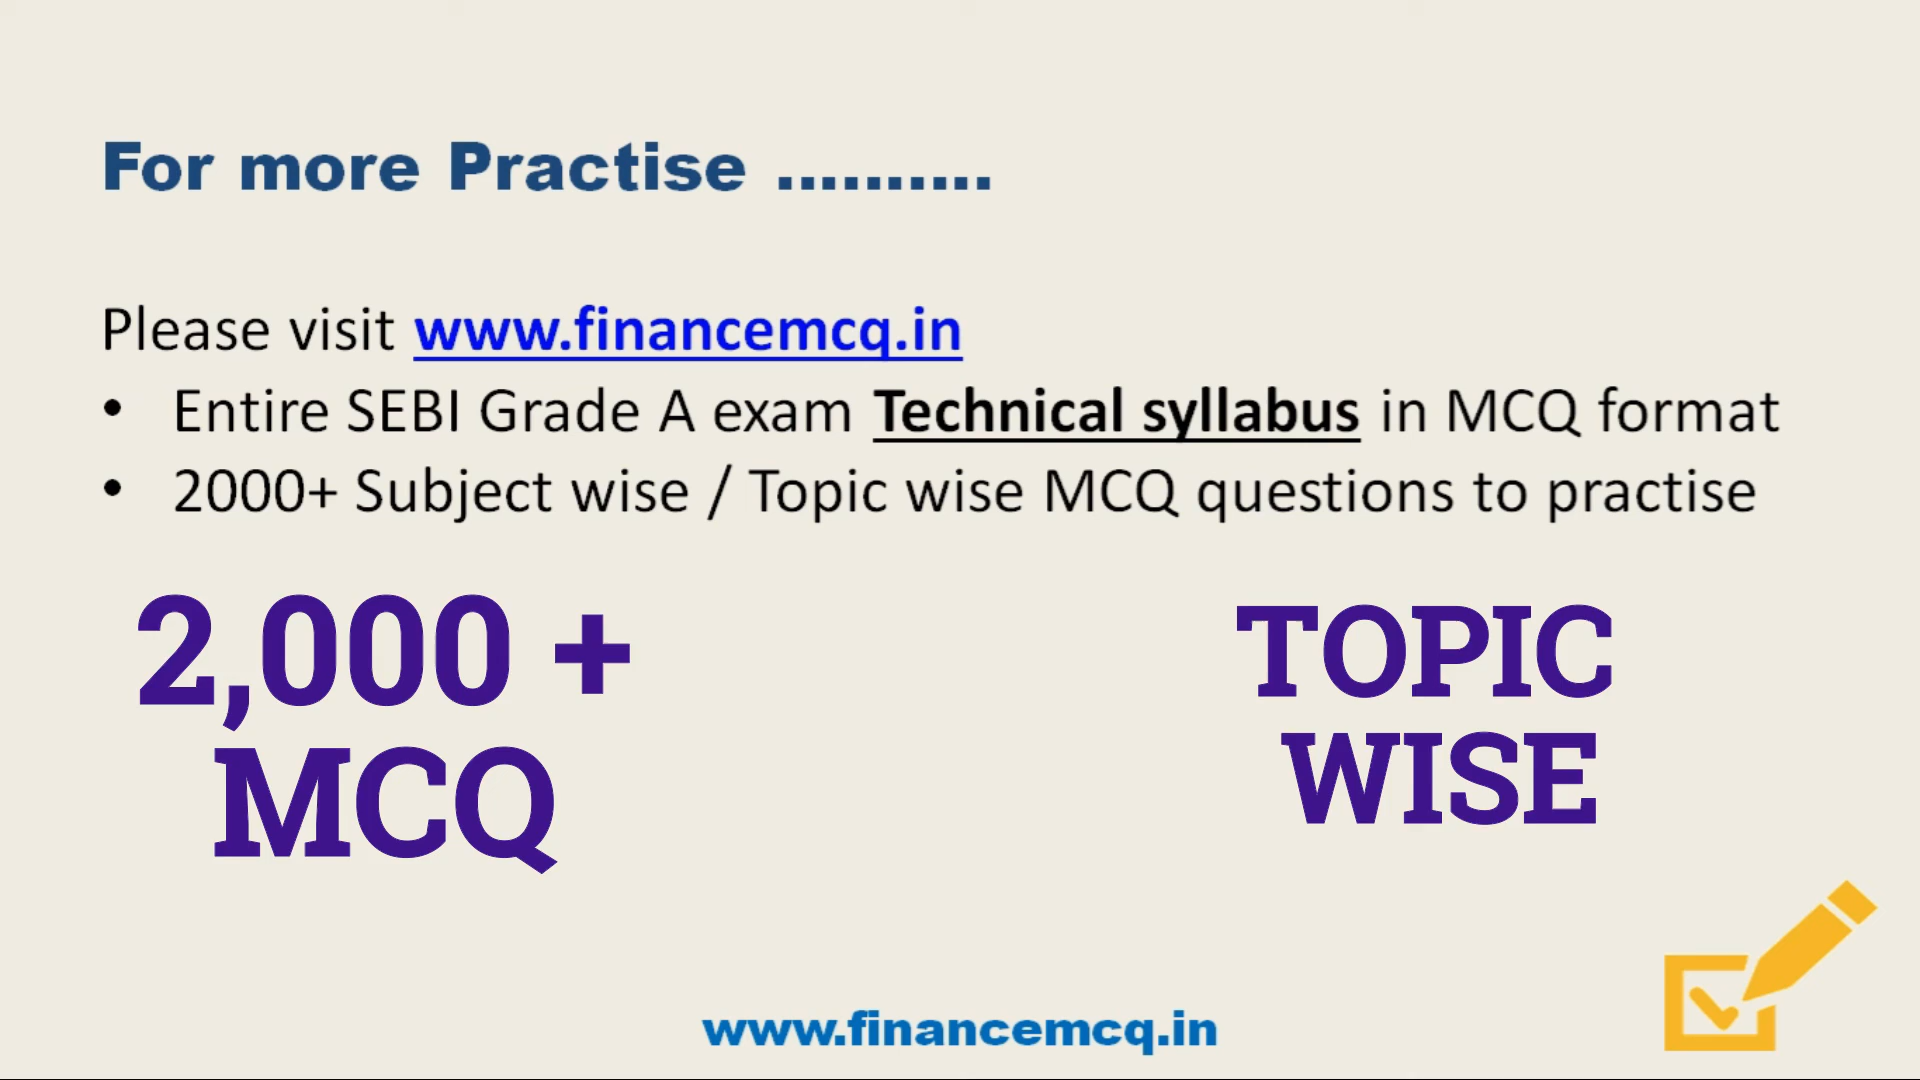 For more Practise ..........
Please visit www.financemcq.in
• Entire SEBI Grade A exam Technical syllabus in MCQ format
• 2000+ Subject wise / Topic wise MCQ questions to practise
2,000 +
MCQ
TOPIC
WISE
www.financemcq.in